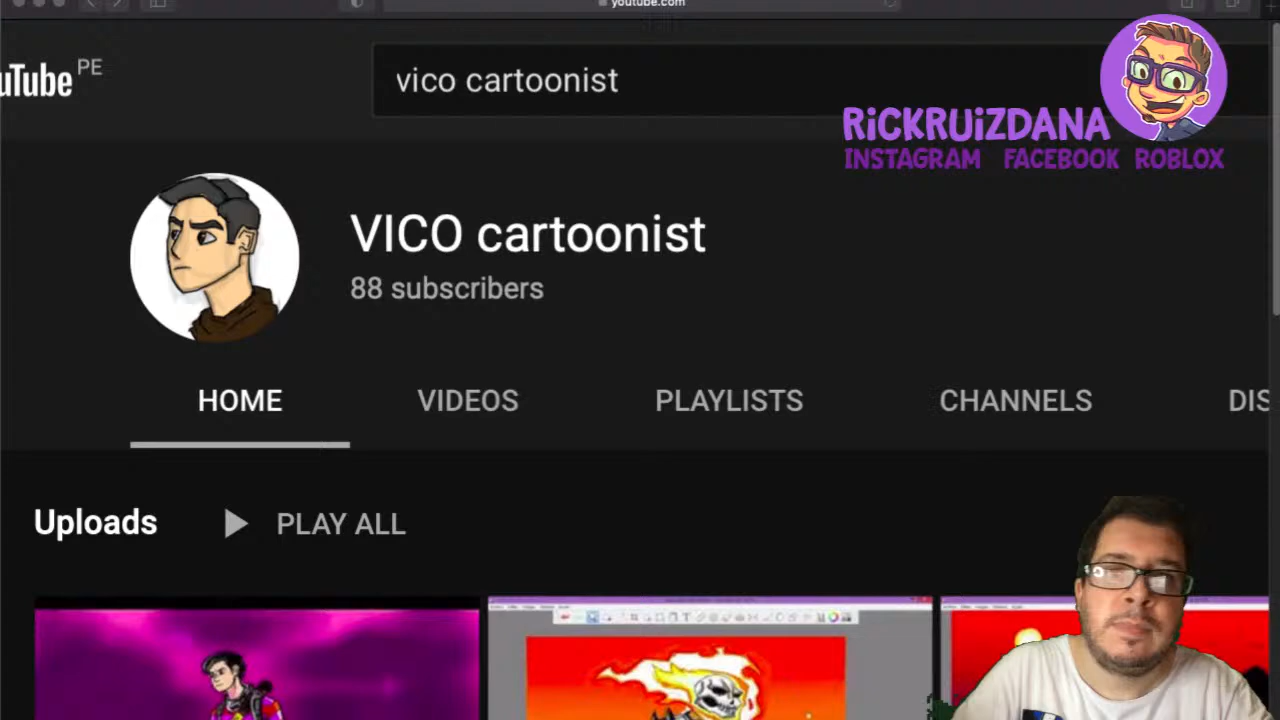 youtube.com
uTube PE
vico cartoonist
RiCKRUiZDANA
INSTAGRAM FACEBOOK ROBLOX
VICO cartoonist
88 subscribers
HOME VIDEOS PLAYLISTS CHANNELS DIS
Uploads PLAY ALL